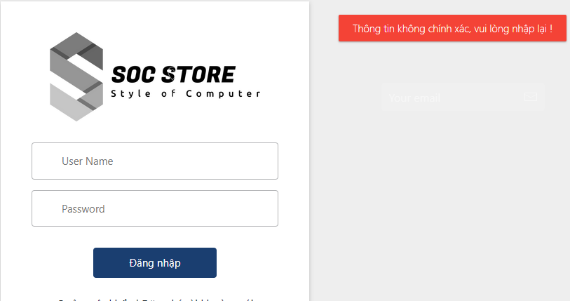 SOC STORE
Style of Computer
User Name
Password
Đăng nhập
Thông tin không chính xác, vui lòng nhập lại !